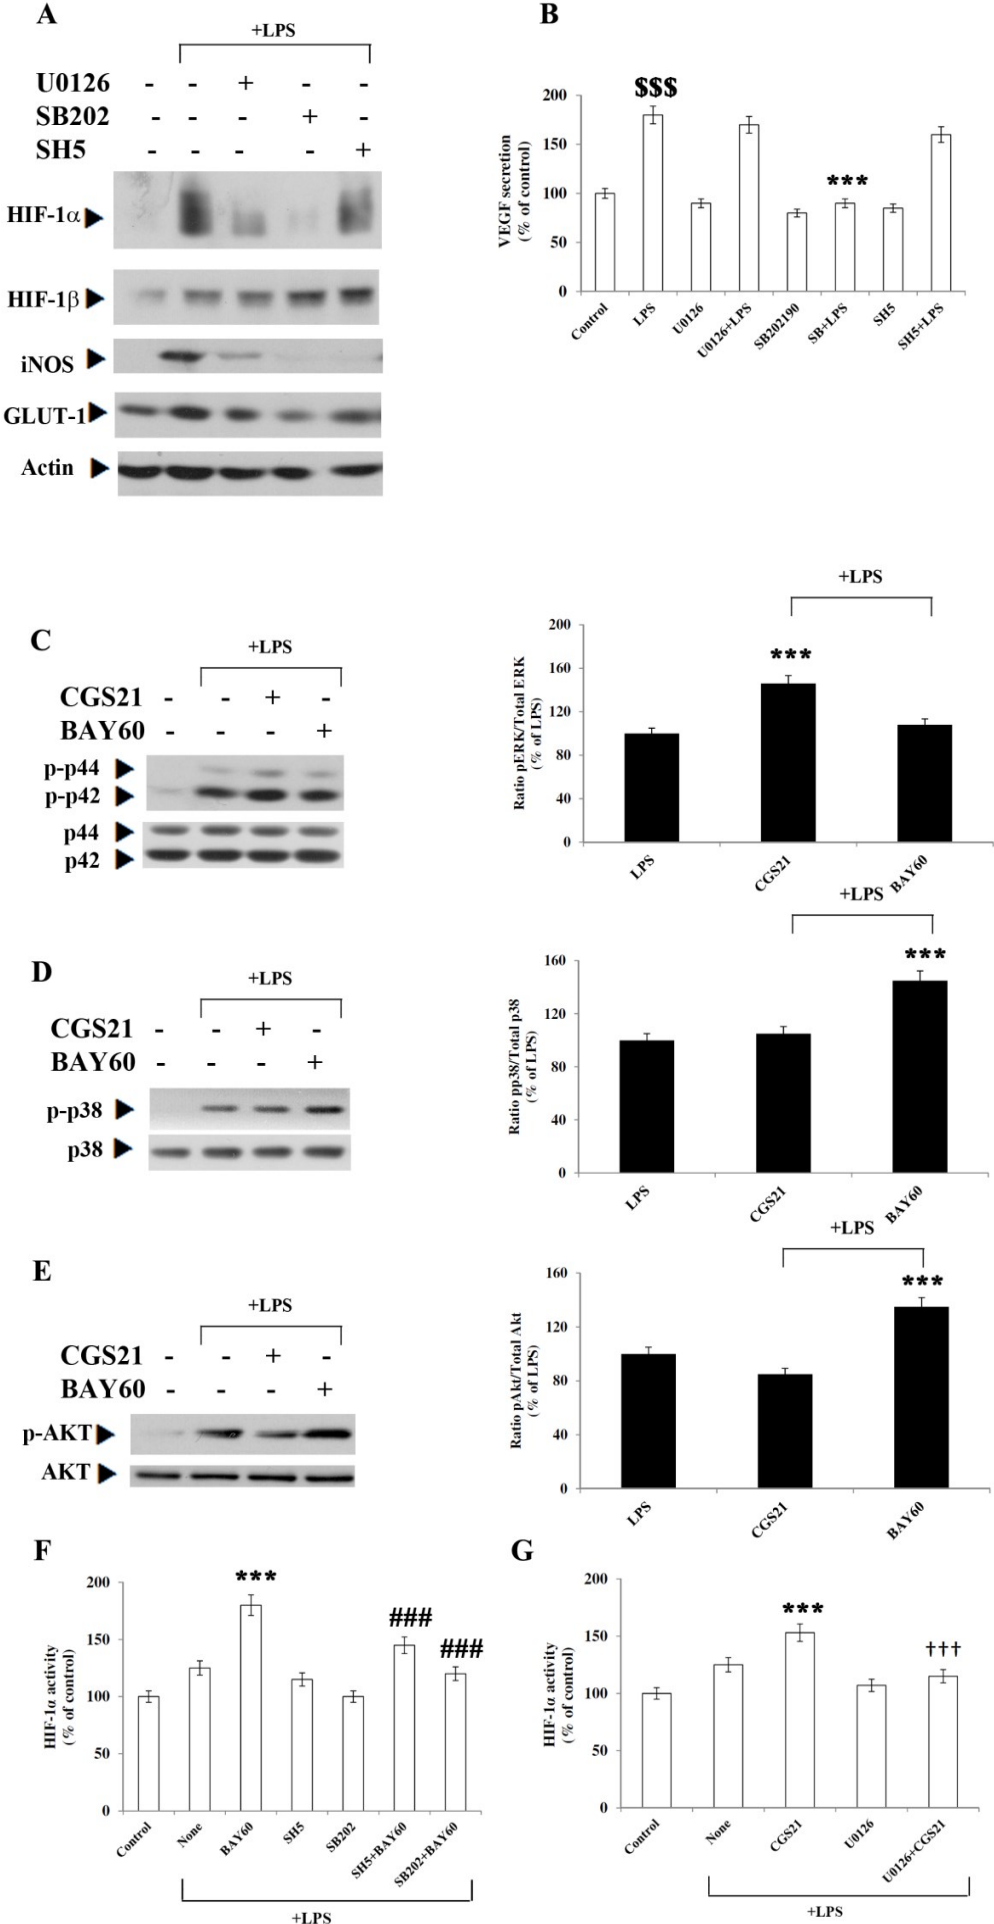 A
+LPS
U0126 - - + - -
SB202 - - - + -
SH5 - - - - +
HIF-1α
HIF-1β
iNOS
GLUT-1
Actin
B
VEGF secretion
(% of control)
200
150
100
50
0
$$$
***
Control
LPS
U0126
U0126+LPS
SB202190
SB+LPS
SH5
SH5+LPS
C
+LPS
CGS21 - - + -
BAY60 - - - +
p-p44
p-p42
p44
p42
+LPS
Ratio pERK/Total ERK
(% of LPS)
200
160
120
80
40
0
***
LPS
CGS21
BAY60
D
+LPS
CGS21 - - + -
BAY60 - - - +
p-p38
p38
+LPS
Ratio pp38/Total p38
(% of LPS)
160
120
80
40
0
***
LPS
CGS21
BAY60
E
+LPS
CGS21 - - + -
BAY60 - - - +
p-AKT
AKT
+LPS
Ratio pAkt/Total Akt
(% of LPS)
160
120
80
40
0
***
LPS
CGS21
BAY60
F
HIF-1α activity
(% of control)
200
150
100
50
0
***
###
###
Control
None
BAY60
SH5
SB202
SH5+BAY60
SB202+BAY60
+LPS
G
HIF-1α activity
(% of control)
200
150
100
50
0
***
†††
Control
None
CGS21
U0126
U0126+CGS21
+LPS